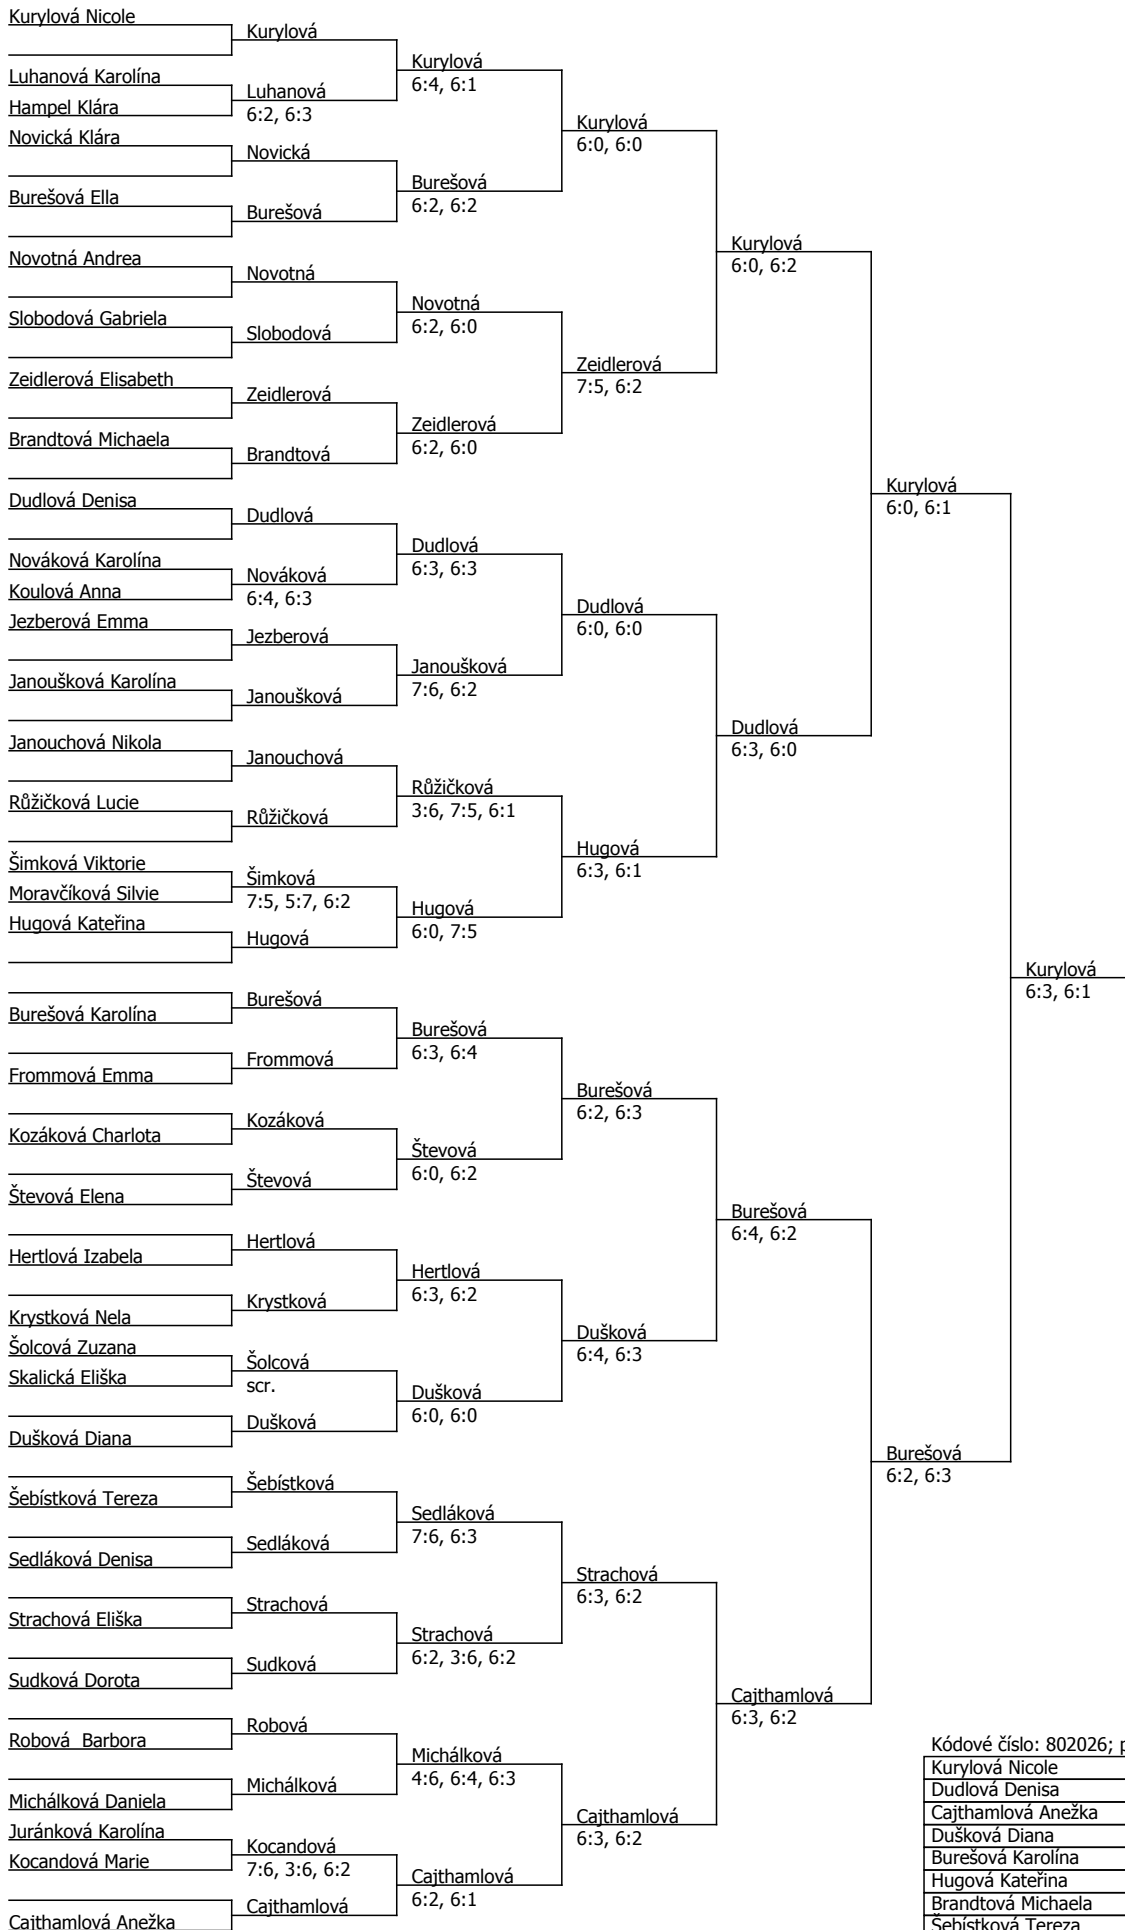 Kurylová Nicole
Kurylová
Kurylová
6:4, 6:1
Luhanová Karolína
Luhanová
6:2, 6:3
Hampel Klára
Kurylová
6:0, 6:0
Novická Klára
Novická
Burešová
6:2, 6:2
Burešová Ella
Burešová
Kurylová
6:0, 6:2
Novotná Andrea
Novotná
Novotná
6:2, 6:0
Slobodová Gabriela
Slobodová
Zeidlerová
7:5, 6:2
Zeidlerová Elisabeth
Zeidlerová
Zeidlerová
6:2, 6:0
Brandtová Michaela
Brandtová
Kurylová
6:0, 6:1
Dudlová Denisa
Dudlová
Dudlová
6:3, 6:3
Nováková Karolína
Nováková
6:4, 6:3
Koulová Anna
Dudlová
6:0, 6:0
Jezberová Emma
Jezberová
Janoušková
7:6, 6:2
Janoušková Karolína
Janoušková
Dudlová
6:3, 6:0
Janouchová Nikola
Janouchová
Růžičková
3:6, 7:5, 6:1
Růžičková Lucie
Růžičková
Hugová
6:3, 6:1
Šimková Viktorie
Šimková
7:5, 5:7, 6:2
Moravčíková Silvie
Hugová
6:0, 7:5
Hugová Kateřina
Hugová
Kurylová
6:3, 6:1
Burešová
Burešová Karolína
Burešová
6:3, 6:4
Frommová
Frommová Emma
Burešová
6:2, 6:3
Kozáková
Kozáková Charlota
Števová
6:0, 6:2
Števová
Števová Elena
Burešová
6:4, 6:2
Hertlová
Hertlová Izabela
Hertlová
6:3, 6:2
Krystková
Krystková Nela
Dušková
6:4, 6:3
Šolcová Zuzana
Šolcová
scr.
Skalická Eliška
Dušková
6:0, 6:0
Dušková
Dušková Diana
Burešová
6:2, 6:3
Šebístková
Šebístková Tereza
Sedláková
7:6, 6:3
Sedláková
Sedláková Denisa
Strachová
6:3, 6:2
Strachová
Strachová Eliška
Strachová
6:2, 3:6, 6:2
Sudková
Sudková Dorota
Cajthamlová
6:3, 6:2
Robová
Robová  Barbora
Michálková
4:6, 6:4, 6:3
Michálková
Michálková Daniela
Cajthamlová
6:3, 6:2
Juránková Karolína
Kocandová
7:6, 3:6, 6:2
Kocandová Marie
Cajthamlová
6:2, 6:1
Cajthamlová
Cajthamlová Anežka
Kódové číslo: 802026;
Kurylová Nicole
Dudlová Denisa
Cajthamlová Anežka
Dušková Diana
Burešová Karolína
Hugová Kateřina
Brandtová Michaela
Šebístková Tereza